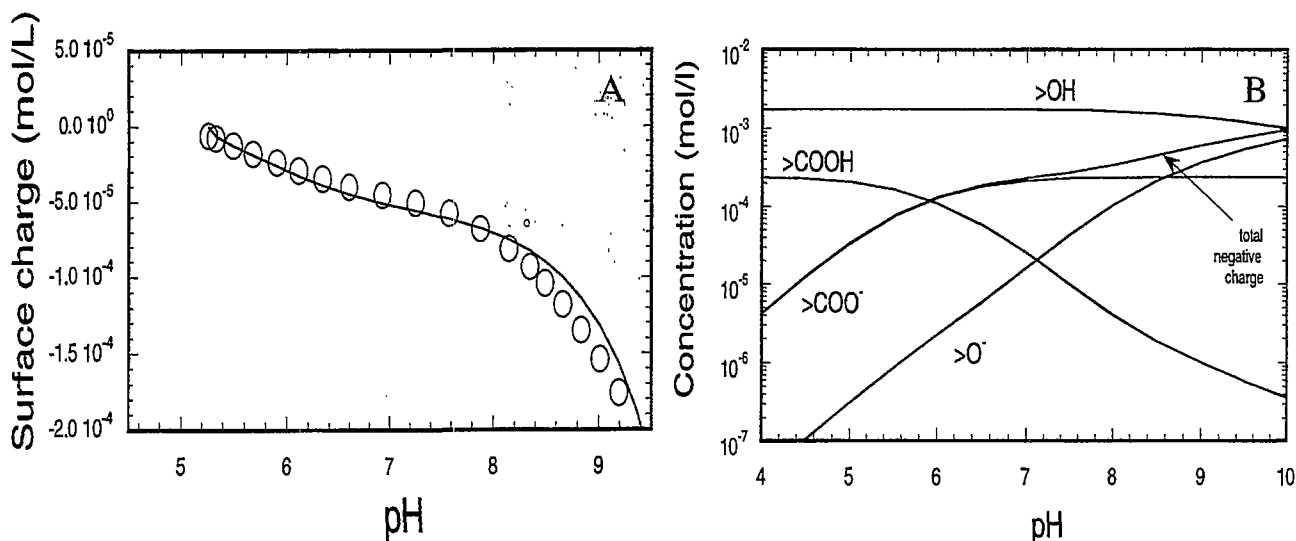 A
Surface charge (mol/L)
5.0 10⁻⁵
0.0 10⁰
-5.0 10⁻⁵
-1.0 10⁻⁴
-1.5 10⁻⁴
-2.0 10⁻⁴
5 6 7 8 9
pH
B
Concentration (mol/l)
10⁻²
10⁻³
10⁻⁴
10⁻⁵
10⁻⁶
10⁻⁷
>OH
>COOH
>COO⁻
>O⁻
total
negative
charge
4 5 6 7 8 9 10
pH